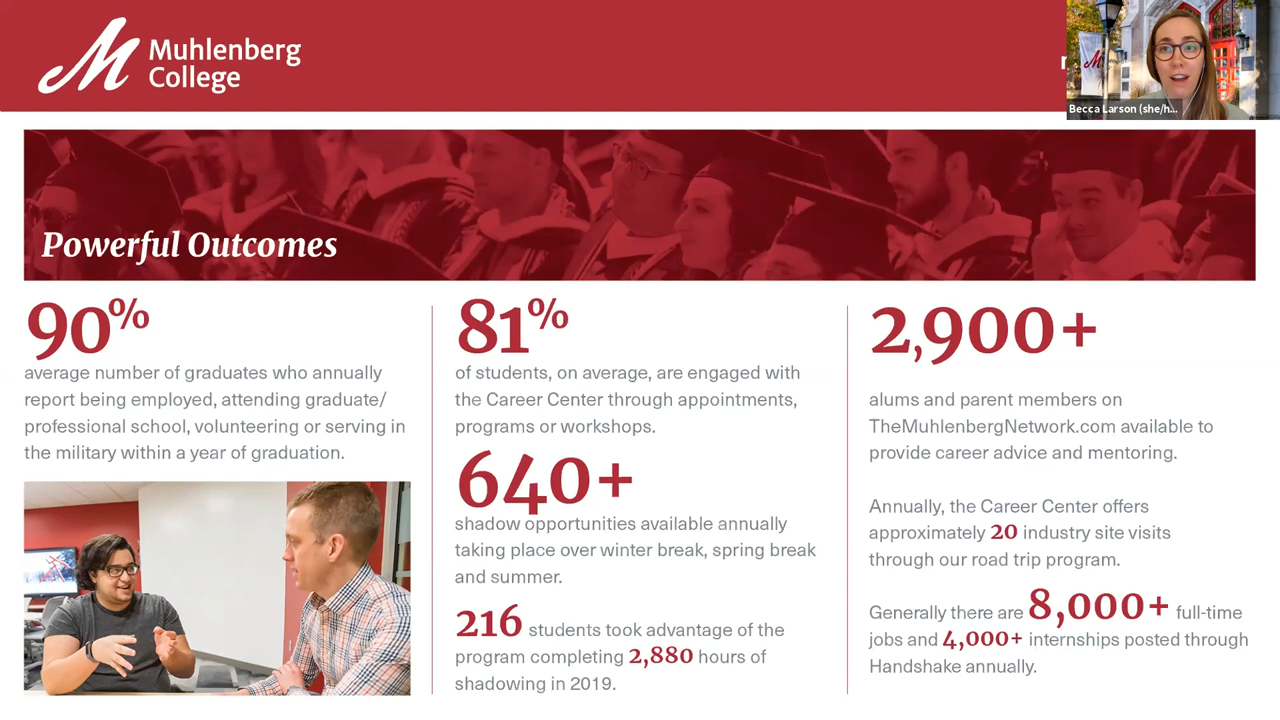 Muhlenberg
College
Becca Larson (she/h...
Powerful Outcomes
90%
average number of graduates who annually
report being employed, attending graduate/
professional school, volunteering or serving in
the military within a year of graduation.
81%
of students, on average, are engaged with
the Career Center through appointments,
programs or workshops.
640+
shadow opportunities available annually
taking place over winter break, spring break
and summer.
216 students took advantage of the
program completing 2,880 hours of
shadowing in 2019.
2,900+
alums and parent members on
TheMuhlenbergNetwork.com available to
provide career advice and mentoring.
Annually, the Career Center offers
approximately 20 industry site visits
through our road trip program.
Generally there are 8,000+ full-time
jobs and 4,000+ internships posted through
Handshake annually.